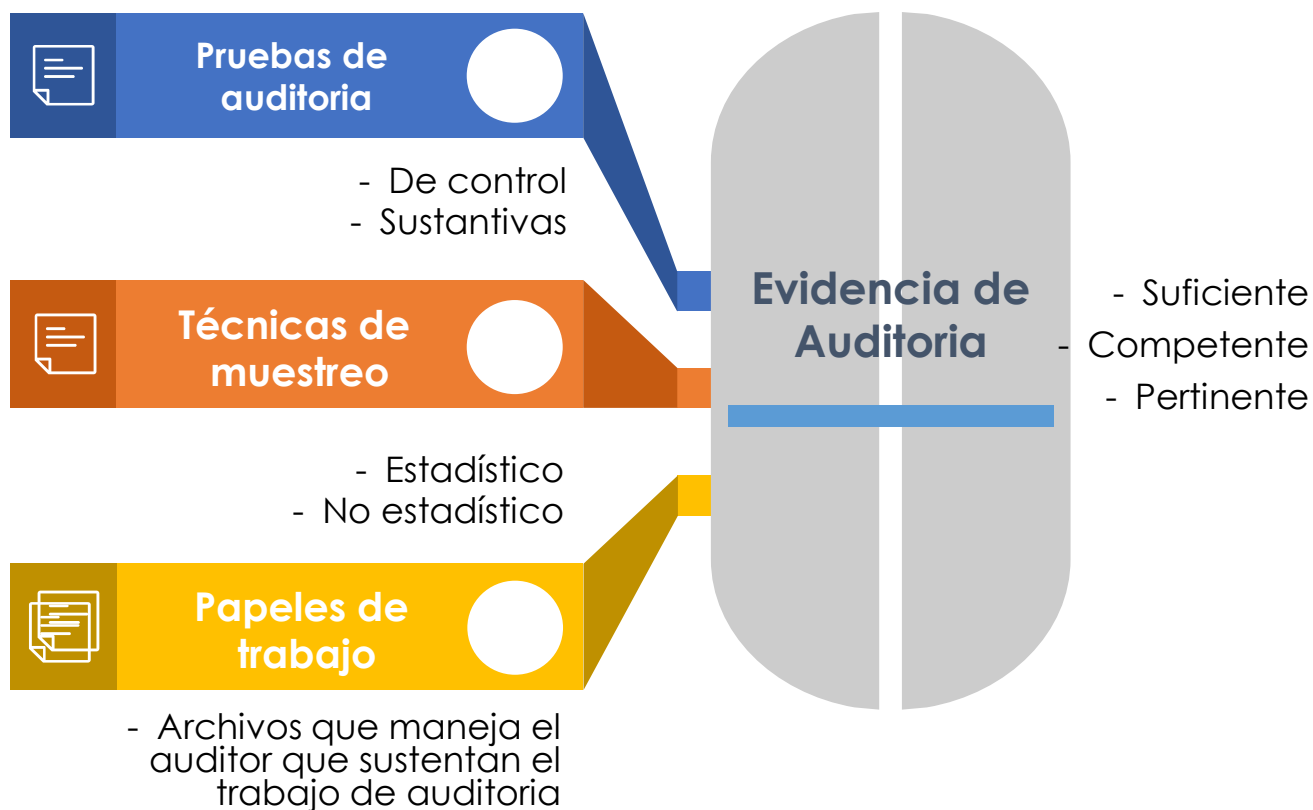 Pruebas de
auditoria
- De control
- Sustantivas
Técnicas de
muestreo
- Estadístico
- No estadístico
Papeles de
trabajo
- Archivos que maneja el
auditor que sustentan el
trabajo de auditoria
Evidencia de
Auditoria
- Suficiente
- Competente
- Pertinente